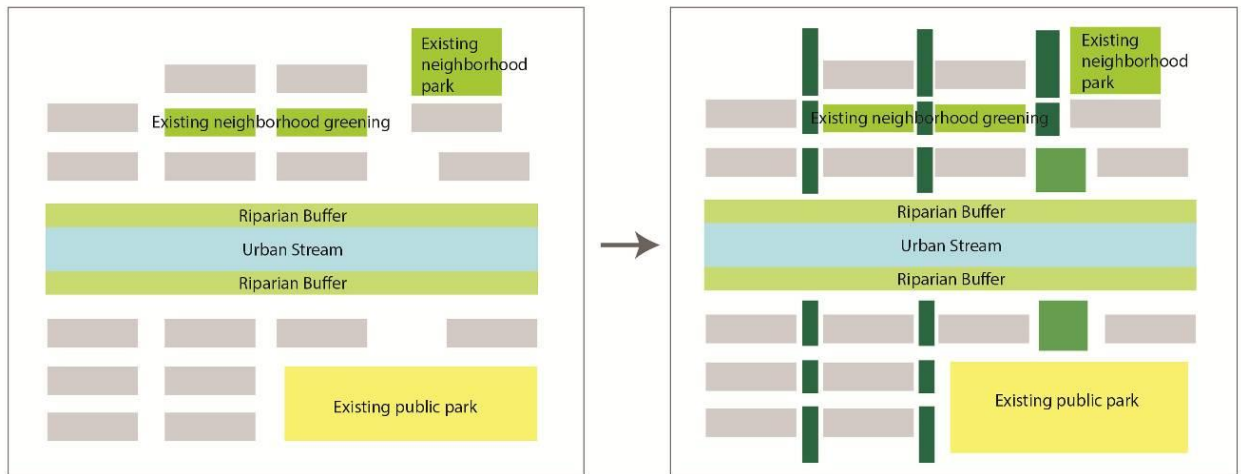 Existing
neighborhood
park
Existing neighborhood greening
Riparian Buffer
Urban Stream
Riparian Buffer
Existing public park
Existing
neighborhood
park
Existing neighborhood greening
Riparian Buffer
Urban Stream
Riparian Buffer
Existing public park